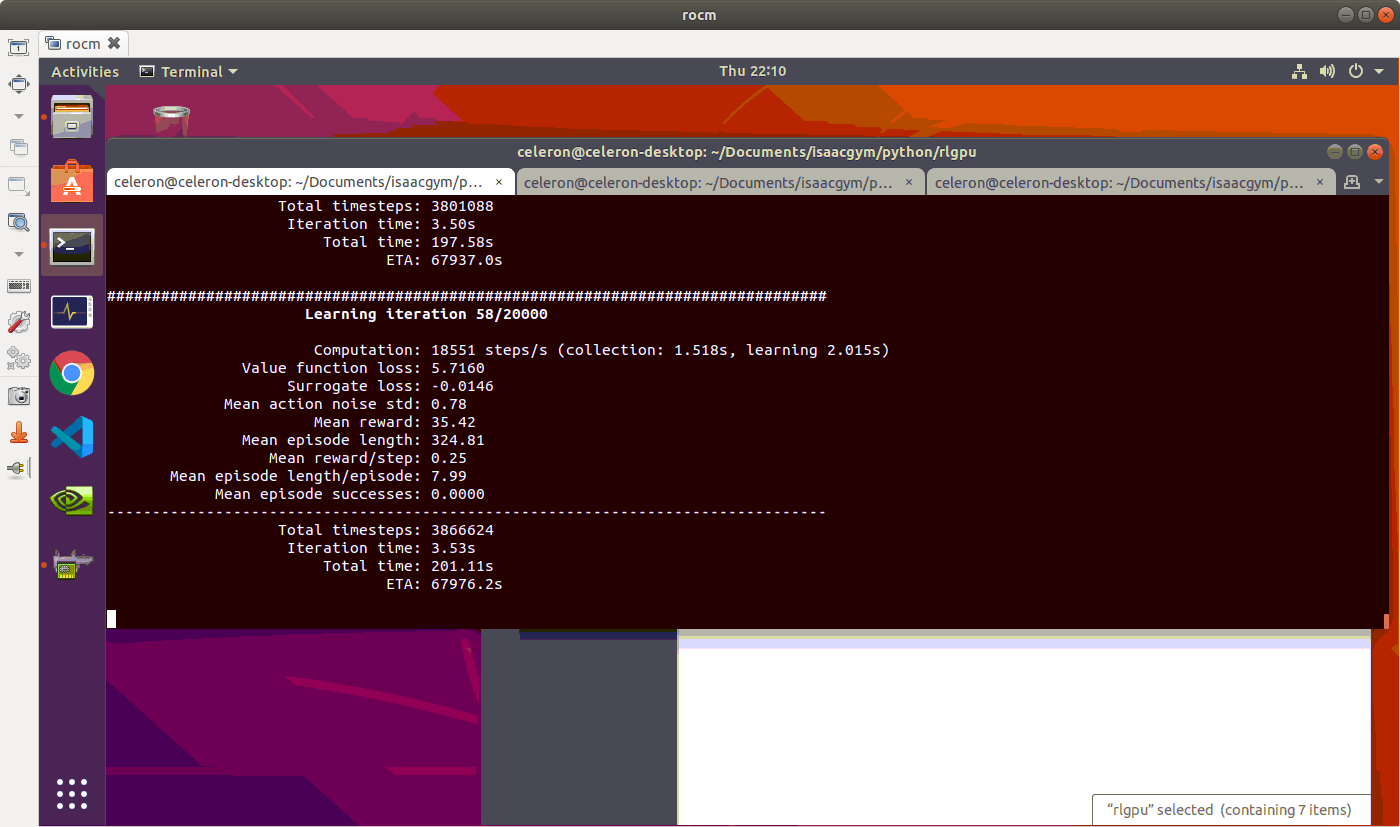 rocm
rocm
Activities
Terminal
Thu 22:10
celeron@celeron-desktop: ~/Documents/isaacgym/python/rlgpu
celeron@celeron-desktop: ~/Documents/isaacgym/p... ×
celeron@celeron-desktop: ~/Documents/isaacgym/p... ×
celeron@celeron-desktop: ~/Documents/isaacgym/p... ×
Total timesteps: 3801088
Iteration time: 3.50s
Total time: 197.58s
ETA: 67937.0s
################################################################################
Learning iteration 58/20000
Computation: 18551 steps/s (collection: 1.518s, learning 2.015s)
Value function loss: 5.7160
Surrogate loss: -0.0146
Mean action noise std: 0.78
Mean reward: 35.42
Mean episode length: 324.81
Mean reward/step: 0.25
Mean episode length/episode: 7.99
Mean episode successes: 0.0000
--------------------------------------------------------------------------------
Total timesteps: 3866624
Iteration time: 3.53s
Total time: 201.11s
ETA: 67976.2s
“rlgpu” selected (containing 7 items)